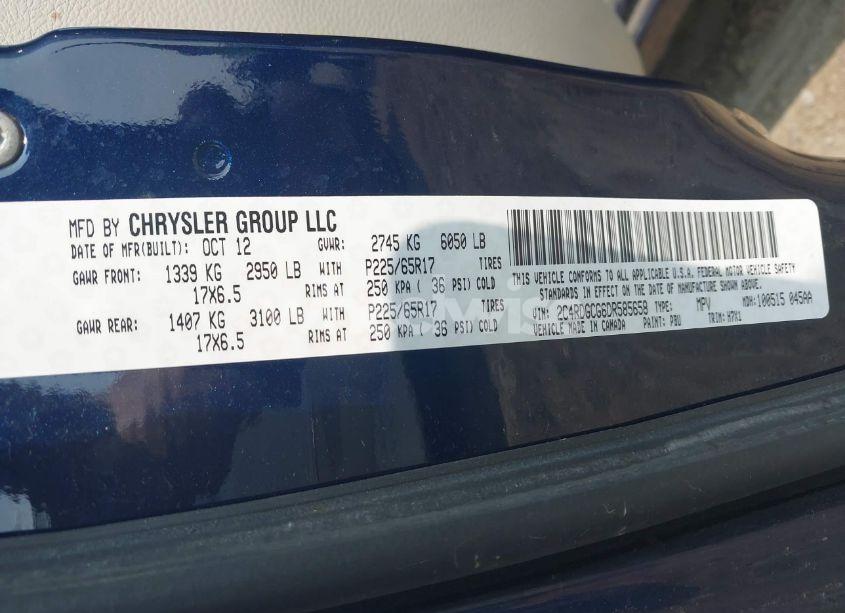 MFD BY CHRYSLER GROUP LLC
DATE OF MFR(BUILT): OCT 12 GVWR: 2745 KG 6050 LB
GAWR FRONT: 1339 KG 2950 LB WITH P225/65R17 TIRES
17X6.5 RIMS AT 250 KPA ( 36 PSI) COLD
GAWR REAR: 1407 KG 3100 LB WITH P225/65R17 TIRES
17X6.5 RIMS AT 250 KPA ( 36 PSI) COLD
THIS VEHICLE CONFORMS TO ALL APPLICABLE U.S.A. FEDERAL MOTOR VEHICLE SAFETY
STANDARDS IN EFFECT ON THE DATE OF MANUFACTURE SHOWN ABOVE.
VIN: 2C4RDGCG6DR585658 TYPE: MPV MDH: 100515 045AA
VEHICLE MADE IN CANADA PAINT: PBU TRIM: H7X1